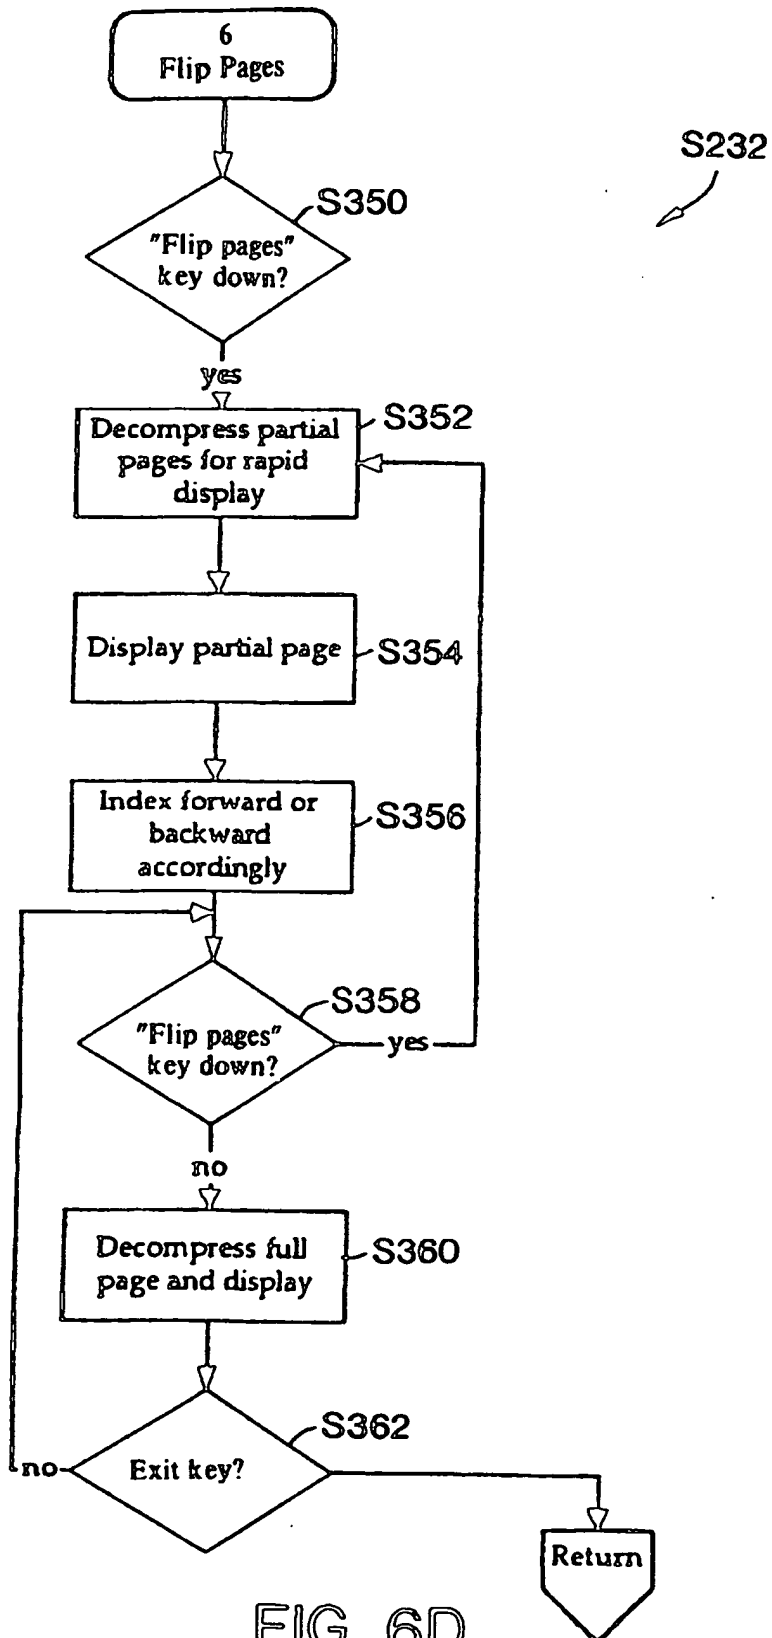 6
Flip Pages
S232
S350
"Flip pages"
key down?
yes
S352
Decompress partial
pages for rapid
display
Display partial page
S354
Index forward or
backward
accordingly
S356
S358
"Flip pages"
key down?
yes
no
Decompress full
page and display
S360
S362
Exit key?
no
Return
FIG. 6D